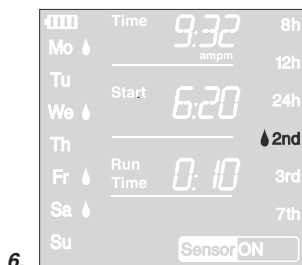 Time 9:32 8h
Mo ampm
12h
Tu
Start 6:20 24h
We
Th 2nd
Run
Fr Time 0:10 3rd
Sa 7th
Su Sensor ON
6.